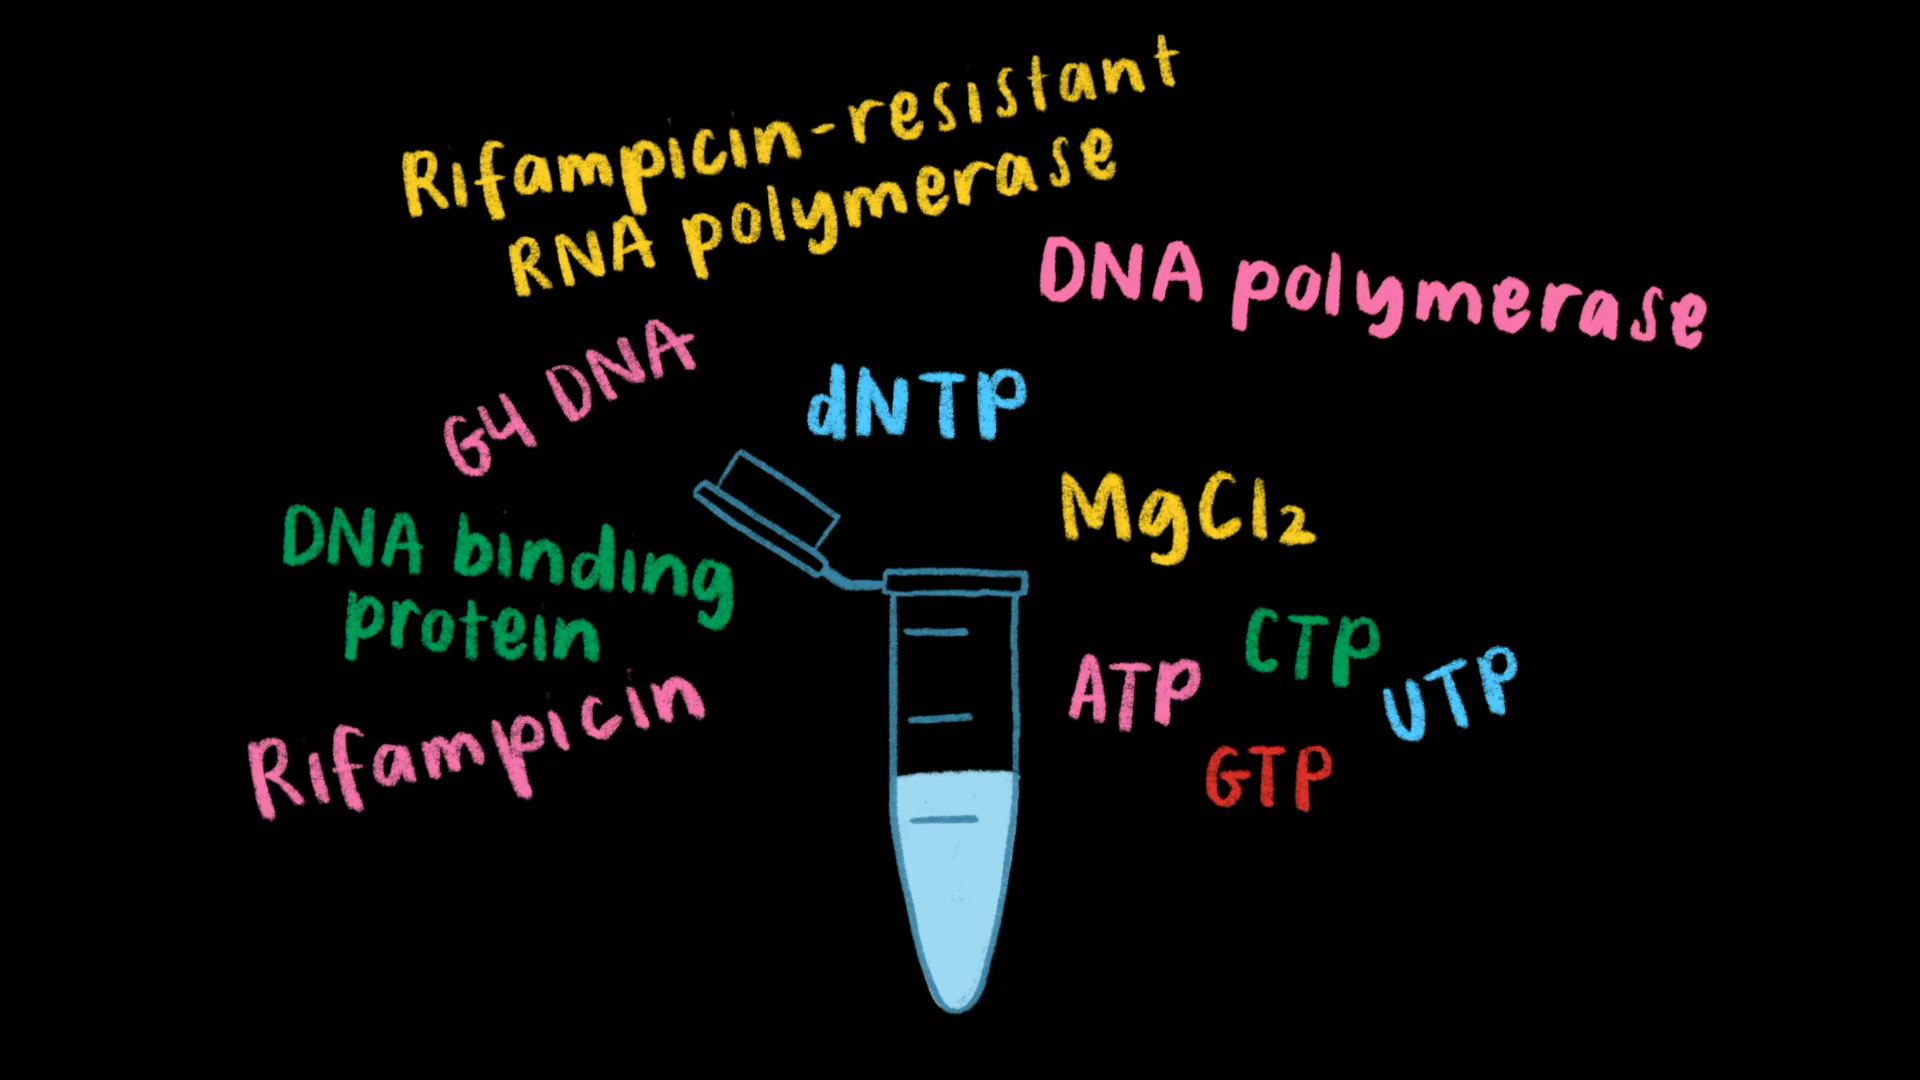 Rifampicin-resistant
RNA polymerase
DNA polymerase
G4 DNA
dNTP
MgCl₂
DNA binding
protein
CTP
UTP
ATP
Rifampicin
GTP